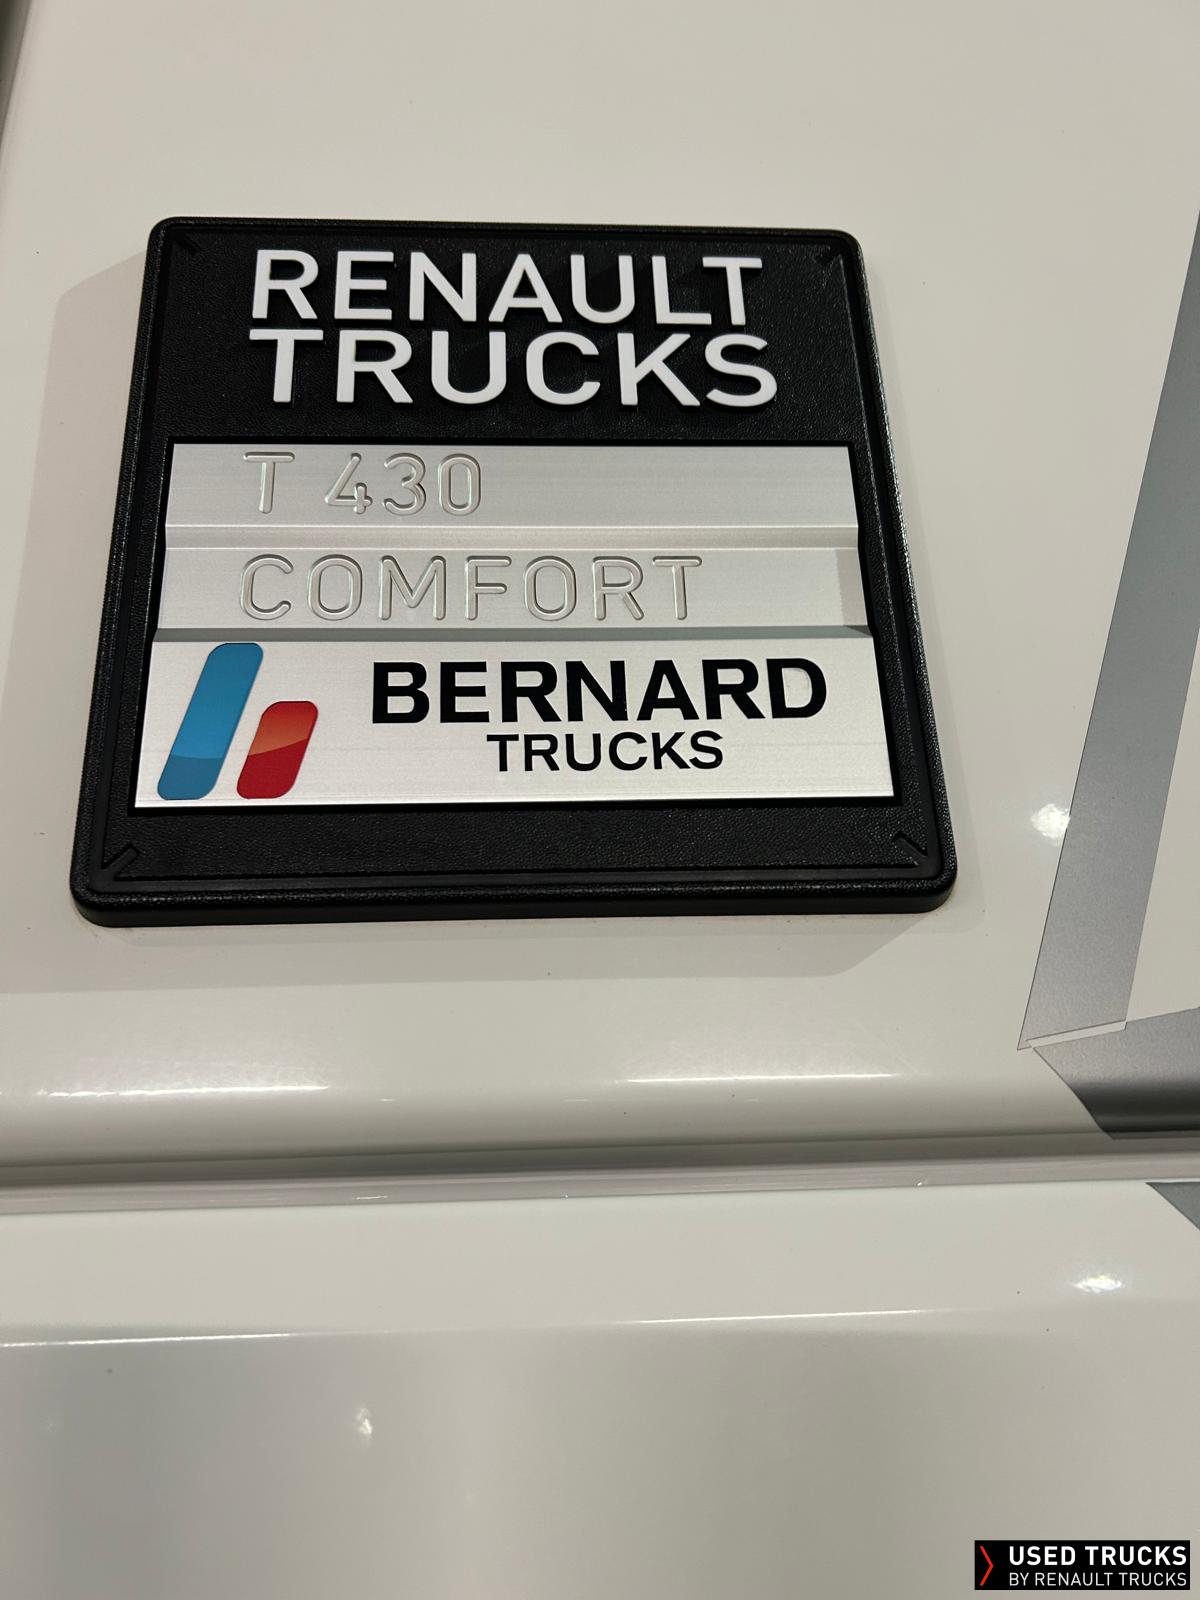 RENAULT
TRUCKS
T 430
COMFORT
BERNARD
TRUCKS
USED TRUCKS
BY RENAULT TRUCKS